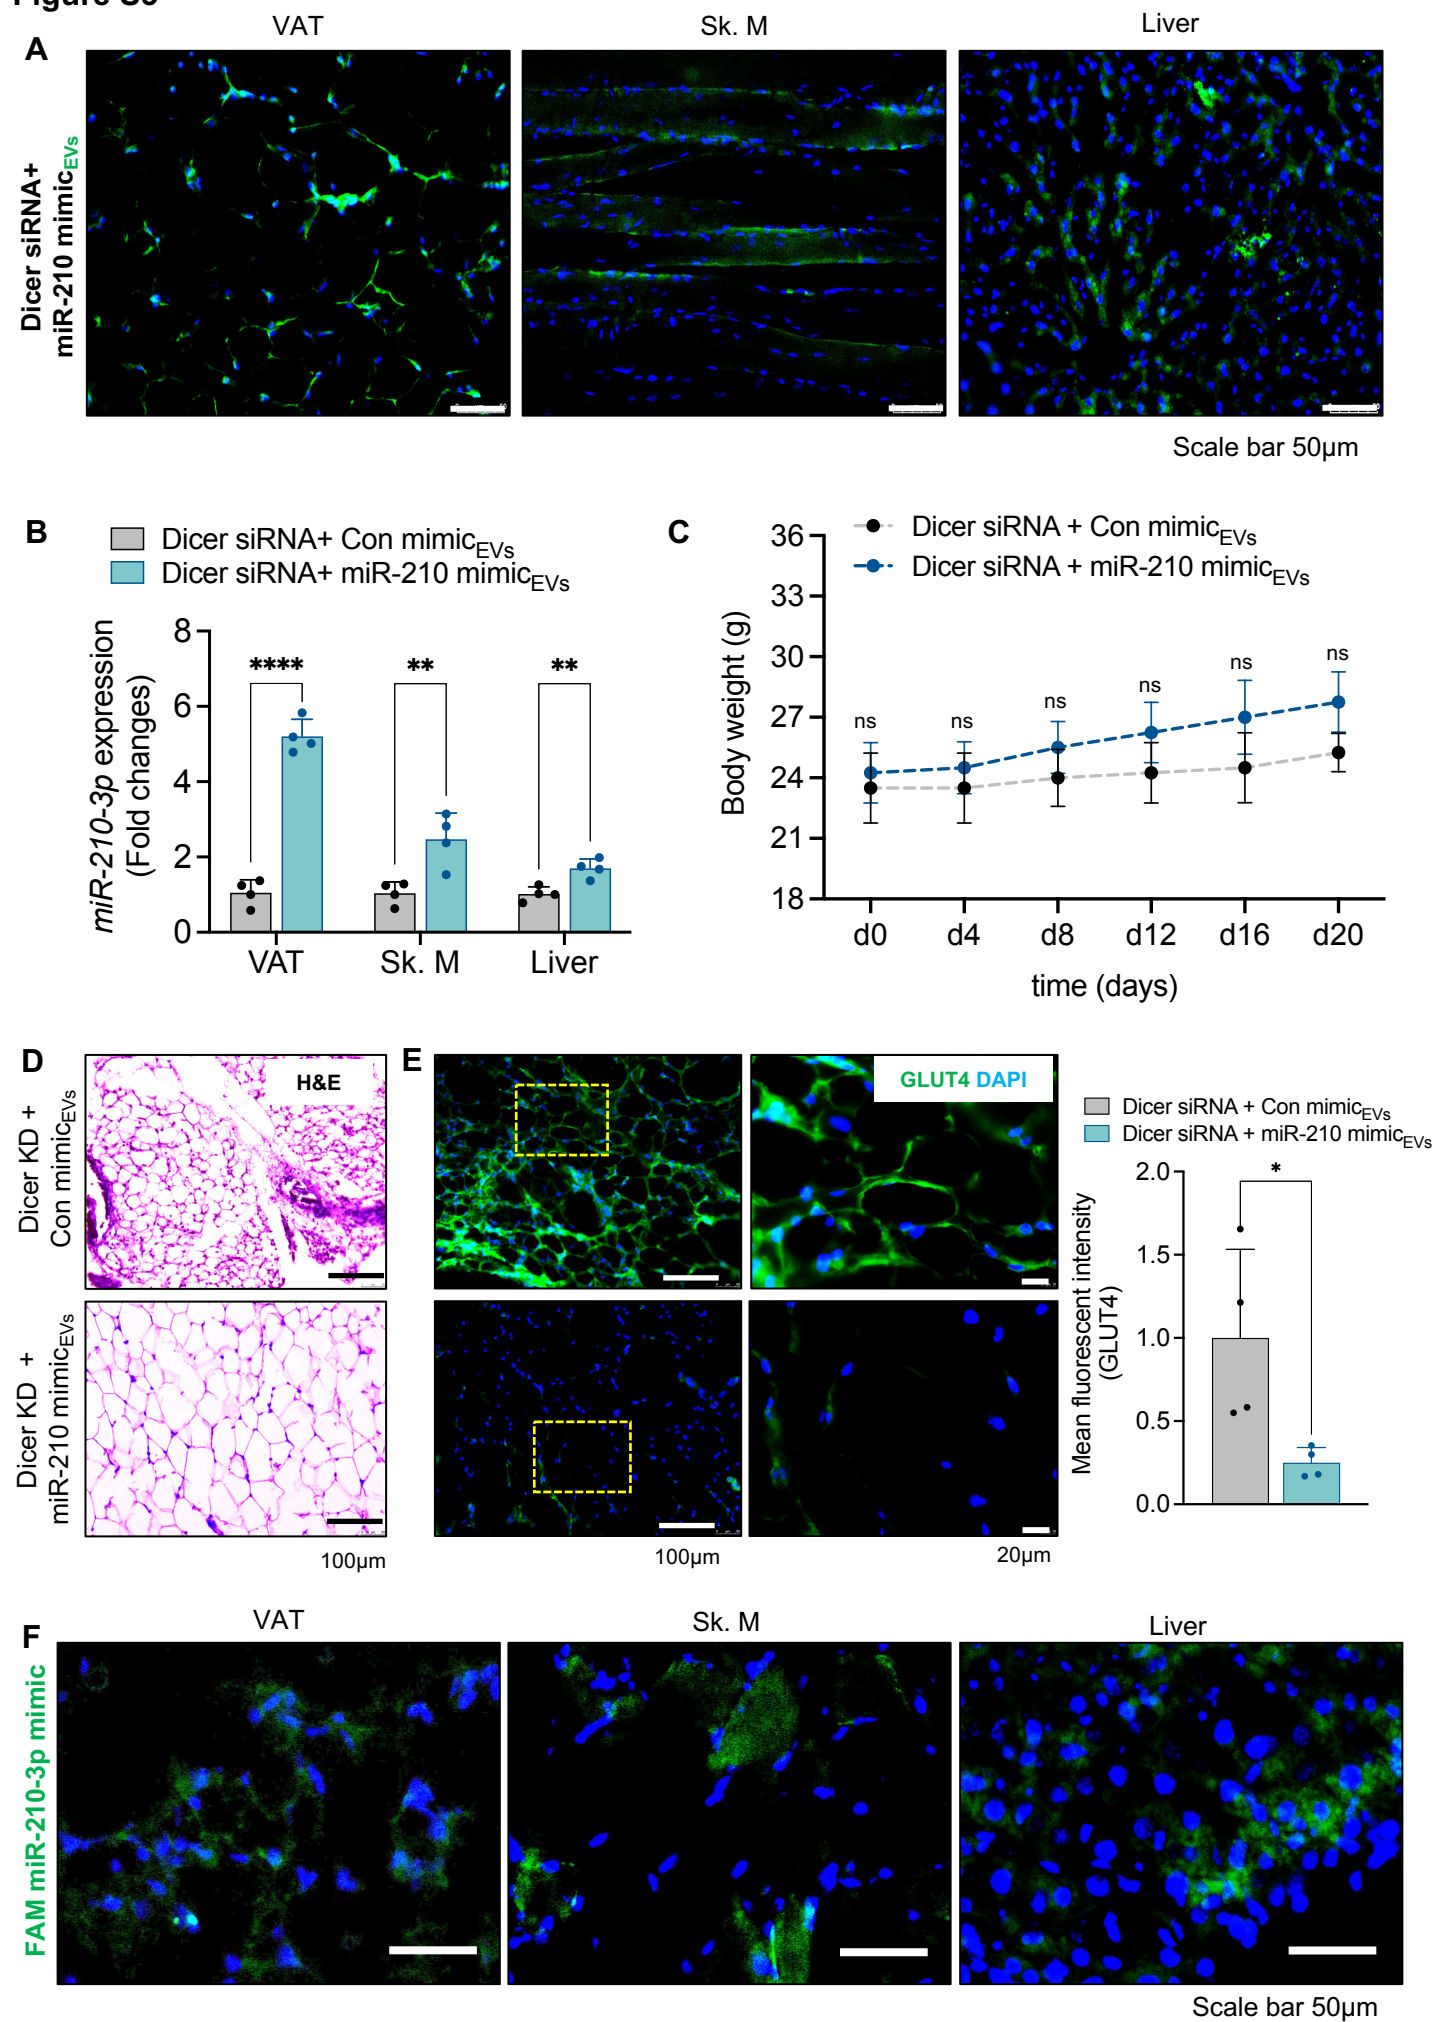 VAT
Sk. M
Liver
A
Dicer siRNA+
miR-210 mimicEVs
Scale bar 50µm
B
Dicer siRNA+ Con mimicEVs
Dicer siRNA+ miR-210 mimicEVs
miR-210-3p expression
(Fold changes)
8
6
4
2
0
****
**
**
VAT
Sk. M
Liver
C
Dicer siRNA + Con mimicEVs
Dicer siRNA + miR-210 mimicEVs
Body weight (g)
36
33
30
27
24
21
18
ns
ns
ns
ns
ns
ns
d0
d4
d8
d12
d16
d20
time (days)
D
H&E
Dicer KD +
Con mimicEVs
Dicer KD +
miR-210 mimicEVs
100µm
E
GLUT4 DAPI
100µm
20µm
Dicer siRNA + Con mimicEVs
Dicer siRNA + miR-210 mimicEVs
Mean fluorescent intensity
(GLUT4)
2.0
1.5
1.0
0.5
0.0
*
F
VAT
Sk. M
Liver
FAM miR-210-3p mimic
Scale bar 50µm